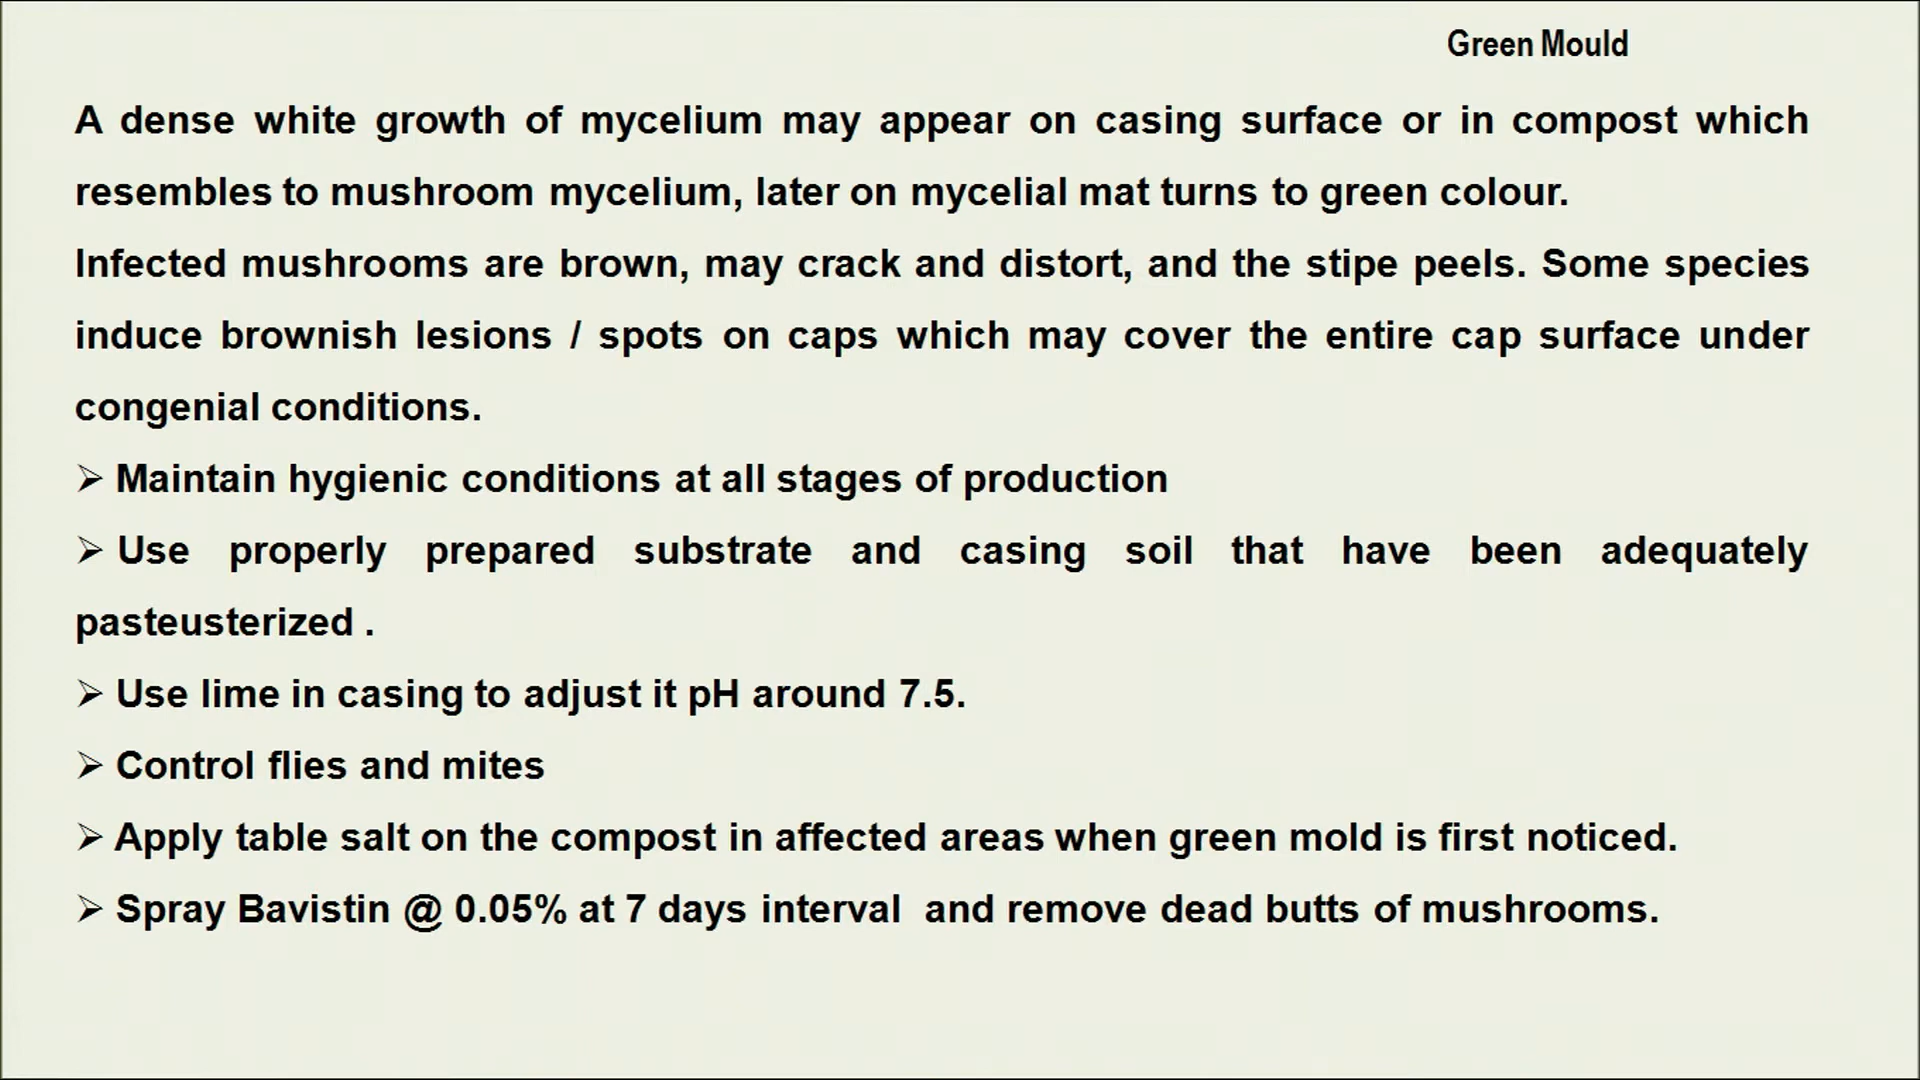 Green Mould
A dense white growth of mycelium may appear on casing surface or in compost which
resembles to mushroom mycelium, later on mycelial mat turns to green colour.
Infected mushrooms are brown, may crack and distort, and the stipe peels. Some species
induce brownish lesions / spots on caps which may cover the entire cap surface under
congenial conditions.
➢ Maintain hygienic conditions at all stages of production
➢ Use properly prepared substrate and casing soil that have been adequately
pasteusterized .
➢ Use lime in casing to adjust it pH around 7.5.
➢ Control flies and mites
➢ Apply table salt on the compost in affected areas when green mold is first noticed.
➢ Spray Bavistin @ 0.05% at 7 days interval  and remove dead butts of mushrooms.